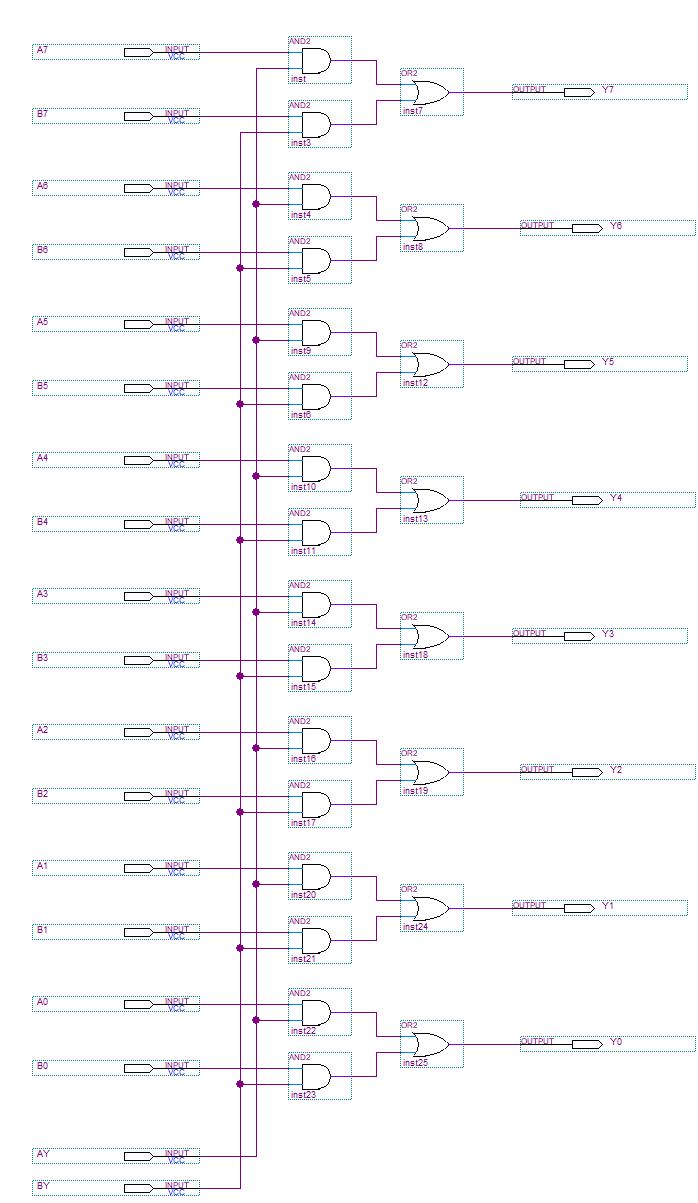 A7 INPUT VCC
AND2
inst
OR2
inst7
OUTPUT Y7
B7 INPUT VCC
AND2
inst3
A6 INPUT VCC
AND2
inst4
OR2
inst8
OUTPUT Y6
B6 INPUT VCC
AND2
inst5
A5 INPUT VCC
AND2
inst9
OR2
inst12
OUTPUT Y5
B5 INPUT VCC
AND2
inst6
A4 INPUT VCC
AND2
inst10
OR2
inst13
OUTPUT Y4
B4 INPUT VCC
AND2
inst11
A3 INPUT VCC
AND2
inst14
OR2
inst18
OUTPUT Y3
B3 INPUT VCC
AND2
inst15
A2 INPUT VCC
AND2
inst16
OR2
inst19
OUTPUT Y2
B2 INPUT VCC
AND2
inst17
A1 INPUT VCC
AND2
inst20
OR2
inst24
OUTPUT Y1
B1 INPUT VCC
AND2
inst21
A0 INPUT VCC
AND2
inst22
OR2
inst25
OUTPUT Y0
B0 INPUT VCC
AND2
inst23
AY INPUT VCC
BY INPUT VCC